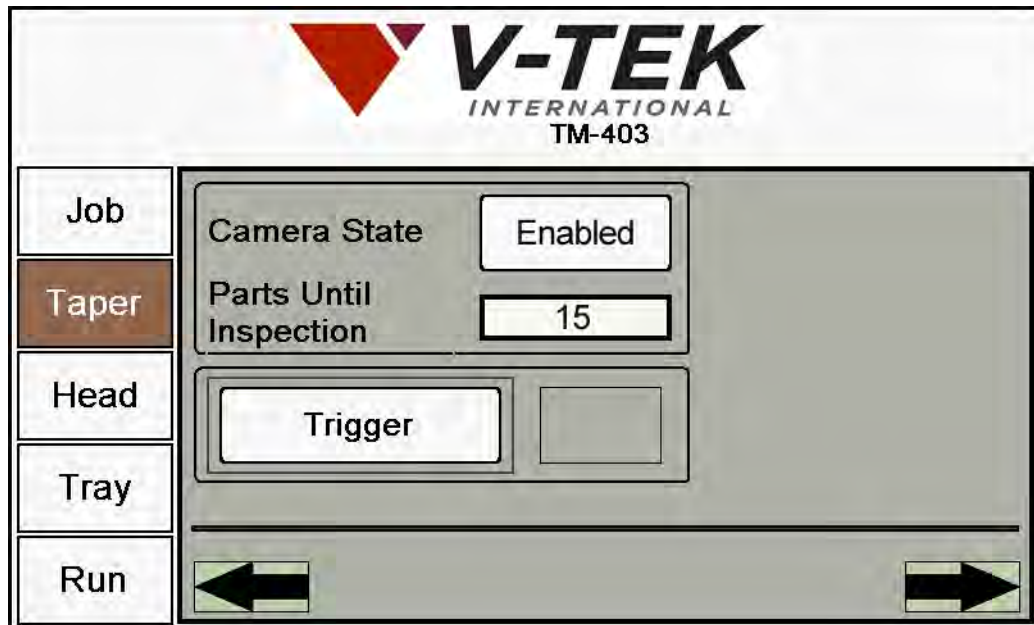 V-TEK
INTERNATIONAL
TM-403
Job
Taper
Head
Tray
Run
Camera State
Enabled
Parts Until
Inspection
15
Trigger